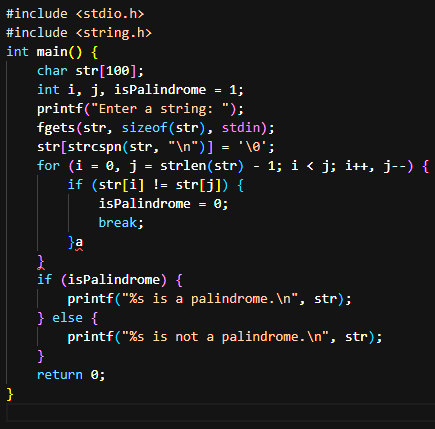 #include <stdio.h>
#include <string.h>
int main() {
    char str[100];
    int i, j, isPalindrome = 1;
    printf("Enter a string: ");
    fgets(str, sizeof(str), stdin);
    str[strcspn(str, "\n")] = '\0';
    for (i = 0, j = strlen(str) - 1; i < j; i++, j--) {
        if (str[i] != str[j]) {
            isPalindrome = 0;
            break;
        }a
    }
    if (isPalindrome) {
        printf("%s is a palindrome.\n", str);
    } else {
        printf("%s is not a palindrome.\n", str);
    }
    return 0;
}